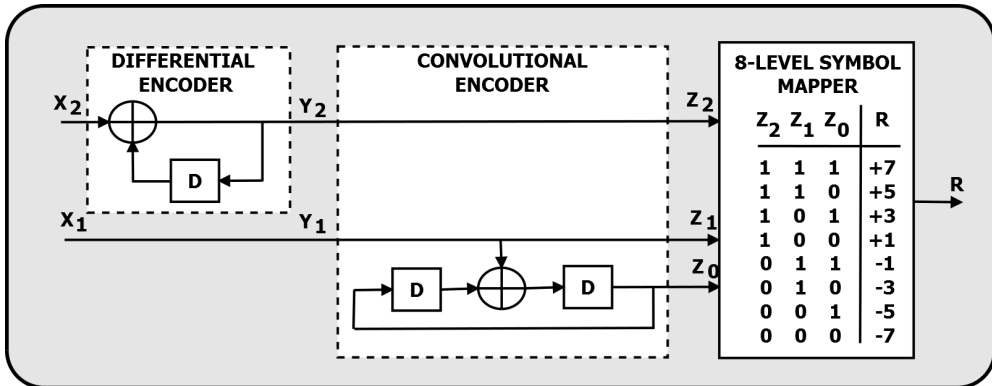 DIFFERENTIAL
ENCODER
CONVOLUTIONAL
ENCODER
8-LEVEL SYMBOL
MAPPER
X2
Y2
Z2
D
X1
Y1
Z1
Z0
D
D
Z2 Z1 Z0 R
1 1 1 +7
1 1 0 +5
1 0 1 +3
1 0 0 +1
0 1 1 -1
0 1 0 -3
0 0 1 -5
0 0 0 -7
R